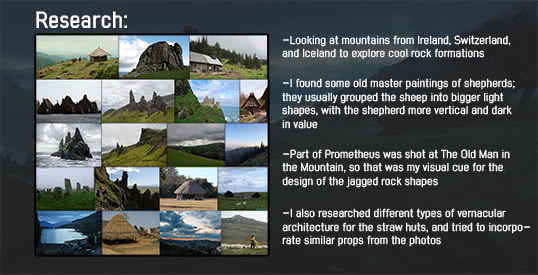 Research:
-Looking at mountains from Ireland, Switzerland,
and Iceland to explore cool rock formations
-I found some old master paintings of shepherds;
they usually grouped the sheep into bigger light
shapes, with the shepherd more vertical and dark
in value
-Part of Prometheus was shot at The Old Man in
the Mountain, so that was my visual cue for the
design of the jagged rock shapes
-I also researched different types of vernacular
architecture for the straw huts, and tried to incorpo-
rate similar props from the photos